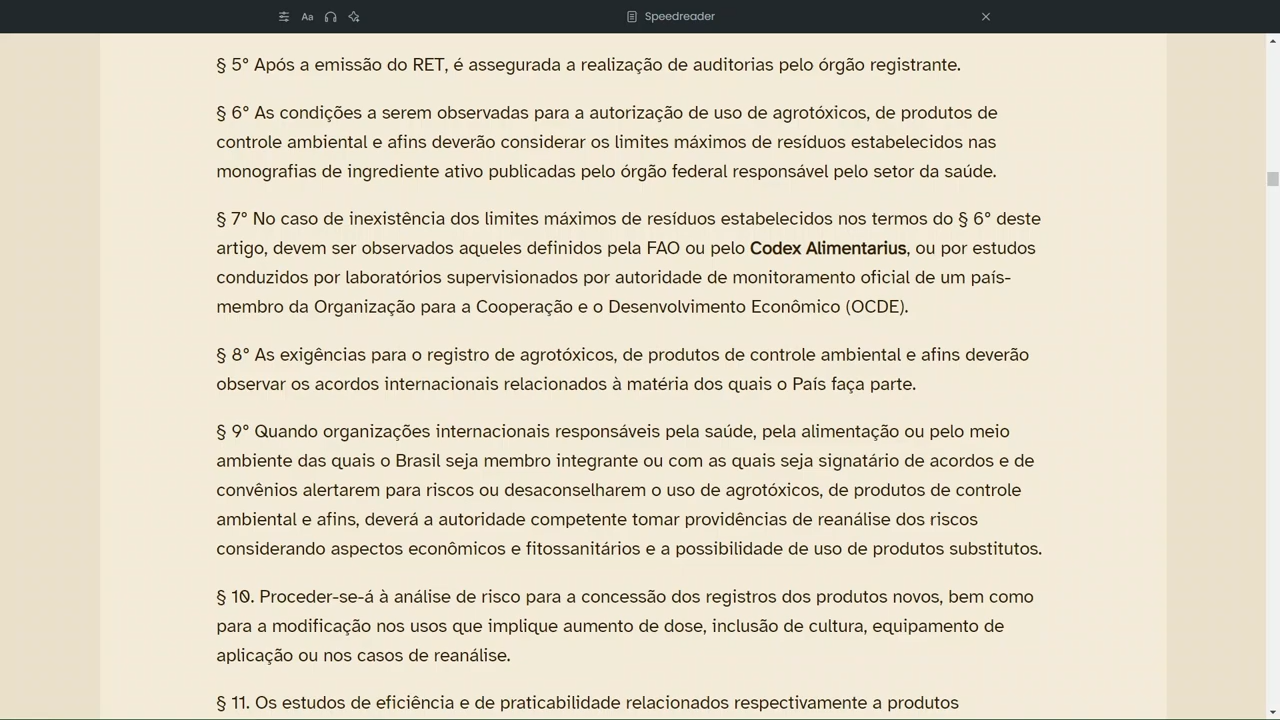 Aa
Speedreader
§ 5° Após a emissão do RET, é assegurada a realização de auditorias pelo órgão registrante.
§ 6° As condições a serem observadas para a autorização de uso de agrotóxicos, de produtos de
controle ambiental e afins deverão considerar os limites máximos de resíduos estabelecidos nas
monografias de ingrediente ativo publicadas pelo órgão federal responsável pelo setor da saúde.
§ 7° No caso de inexistência dos limites máximos de resíduos estabelecidos nos termos do § 6° deste
artigo, devem ser observados aqueles definidos pela FAO ou pelo Codex Alimentarius, ou por estudos
conduzidos por laboratórios supervisionados por autoridade de monitoramento oficial de um país-
membro da Organização para a Cooperação e o Desenvolvimento Econômico (OCDE).
§ 8° As exigências para o registro de agrotóxicos, de produtos de controle ambiental e afins deverão
observar os acordos internacionais relacionados à matéria dos quais o País faça parte.
§ 9° Quando organizações internacionais responsáveis pela saúde, pela alimentação ou pelo meio
ambiente das quais o Brasil seja membro integrante ou com as quais seja signatário de acordos e de
convênios alertarem para riscos ou desaconselharem o uso de agrotóxicos, de produtos de controle
ambiental e afins, deverá a autoridade competente tomar providências de reanálise dos riscos
considerando aspectos econômicos e fitossanitários e a possibilidade de uso de produtos substitutos.
§ 10. Proceder-se-á à análise de risco para a concessão dos registros dos produtos novos, bem como
para a modificação nos usos que implique aumento de dose, inclusão de cultura, equipamento de
aplicação ou nos casos de reanálise.
§ 11. Os estudos de eficiência e de praticabilidade relacionados respectivamente a produtos